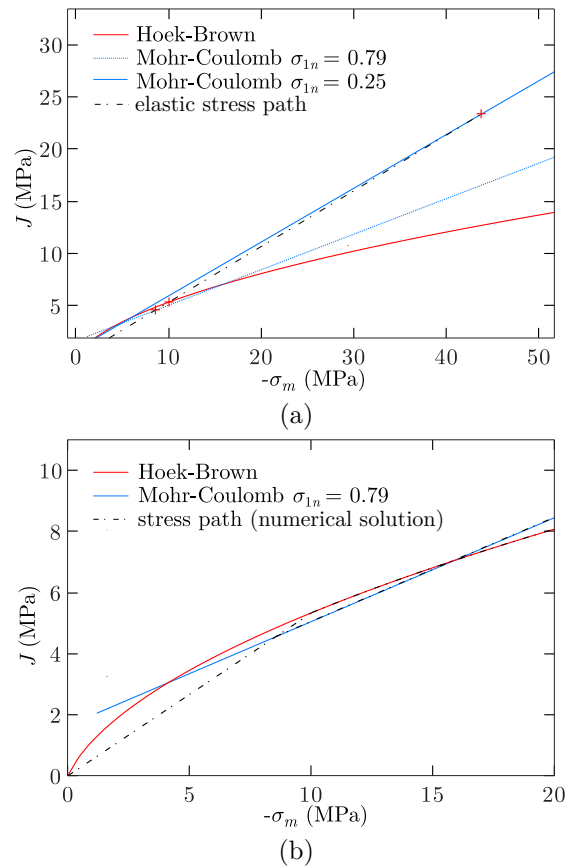 30
25
20
15
10
5
J (MPa)
Hoek-Brown
Mohr-Coulomb σ1n = 0.79
Mohr-Coulomb σ1n = 0.25
elastic stress path
0 10 20 30 40 50
-σm (MPa)
(a)
10
8
6
4
2
0
J (MPa)
Hoek-Brown
Mohr-Coulomb σ1n = 0.79
stress path (numerical solution)
0 5 10 15 20
-σm (MPa)
(b)